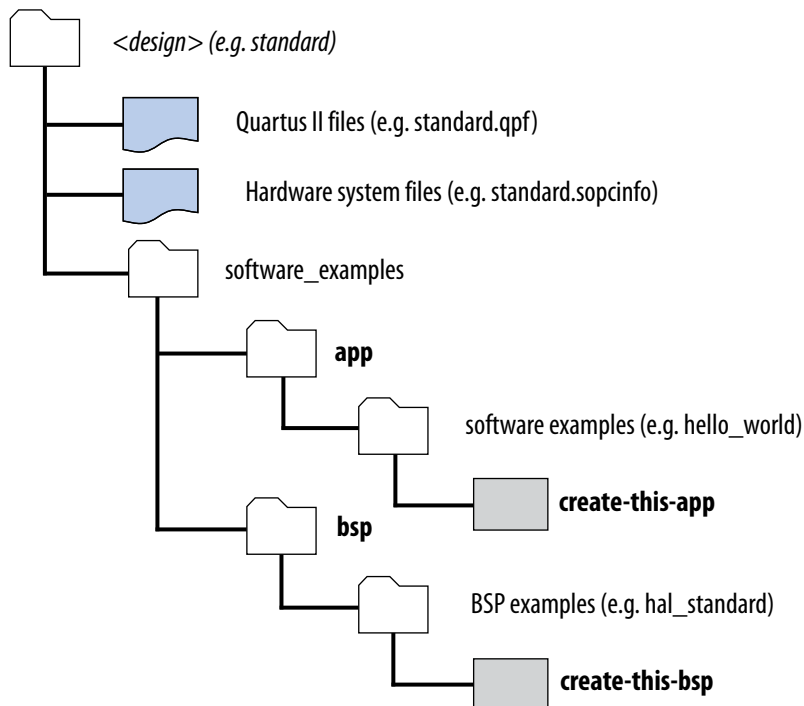 <design> (e.g. standard)
Quartus II files (e.g. standard.qpf)
Hardware system files (e.g. standard.sopcinfo)
software_examples
app
software examples (e.g. hello_world)
create-this-app
bsp
BSP examples (e.g. hal_standard)
create-this-bsp